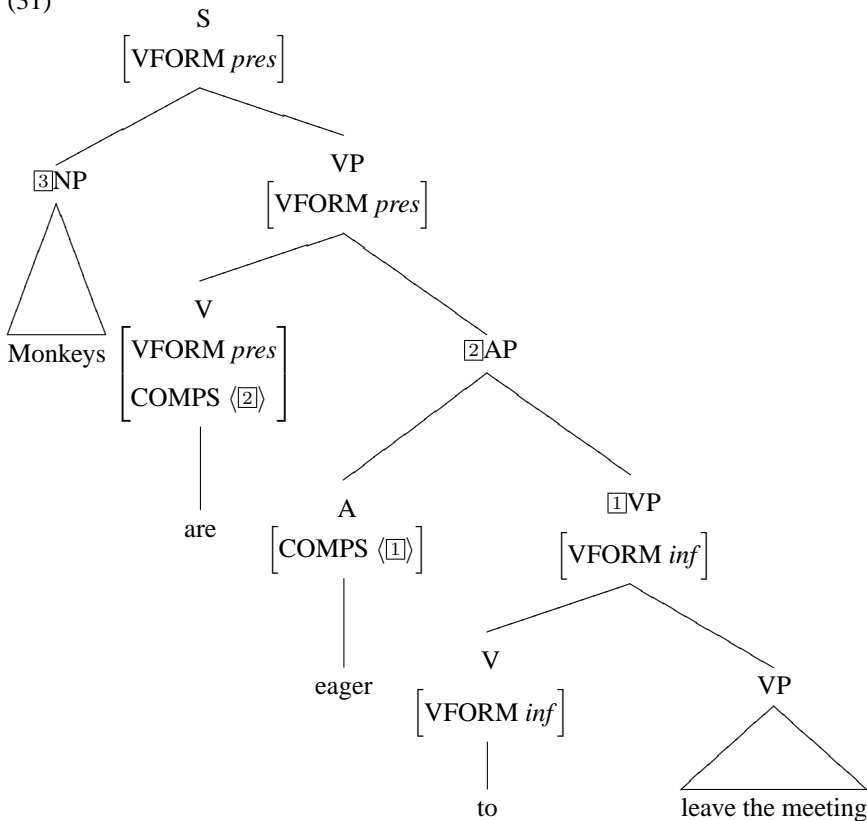 (31)
S
[VFORM pres]
3NP
VP
[VFORM pres]
Monkeys
V
[VFORM pres
COMPS ⟨2⟩]
2AP
are
A
[COMPS ⟨1⟩]
1VP
[VFORM inf]
eager
V
[VFORM inf]
VP
to
leave the meeting